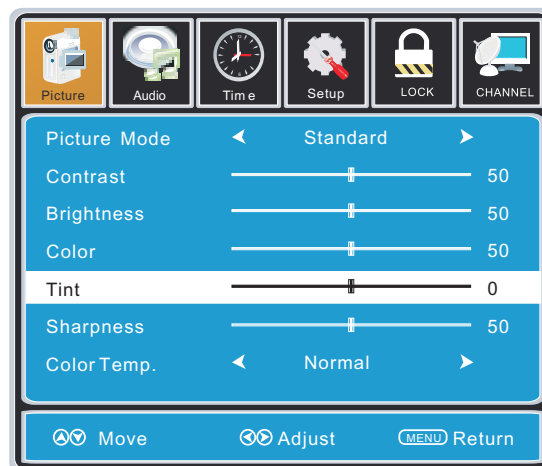 Picture Audio Time Setup LOCK CHANNEL
Picture Mode Standard
Contrast 50
Brightness 50
Color 50
Tint 0
Sharpness 50
Color Temp. Normal
Move Adjust MENU Return